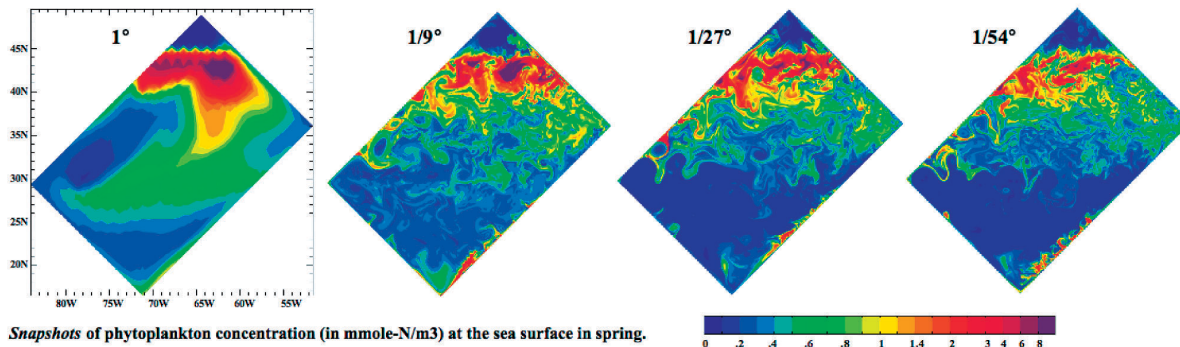 1° 1/9° 1/27° 1/54°
45N
40N
35N
30N
25N
20N
80W 75W 70W 65W 60W 55W
Snapshots of phytoplankton concentration (in mmole-N/m3) at the sea surface in spring.
0 .2 .4 .6 .8 1 1.4 2 3 4 6 8